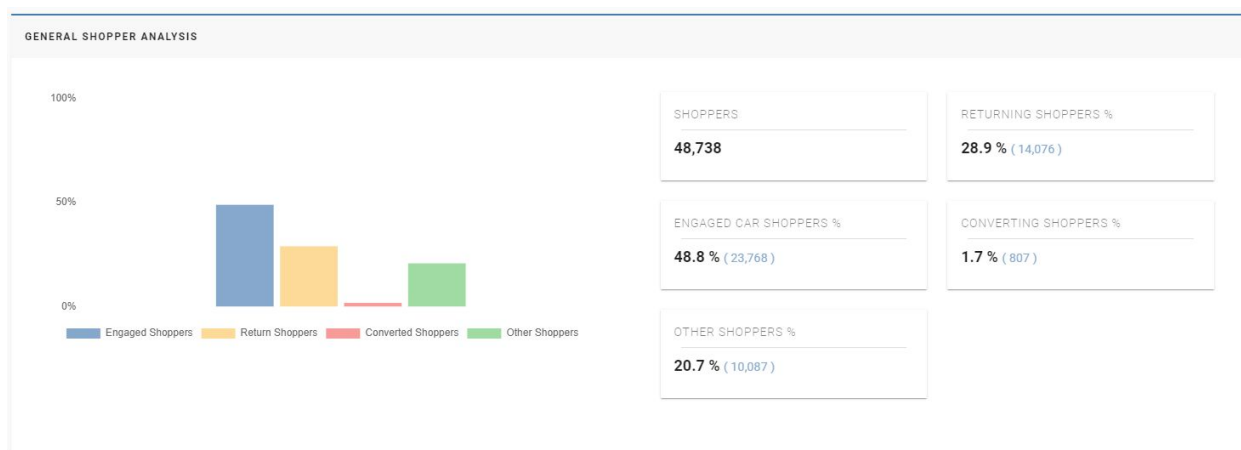 GENERAL SHOPPER ANALYSIS
100%
50%
0%
Engaged Shoppers Return Shoppers Converted Shoppers Other Shoppers
SHOPPERS
48,738
RETURNING SHOPPERS %
28.9 % ( 14,076 )
ENGAGED CAR SHOPPERS %
48.8 % ( 23,768 )
CONVERTING SHOPPERS %
1.7 % ( 807 )
OTHER SHOPPERS %
20.7 % ( 10,087 )